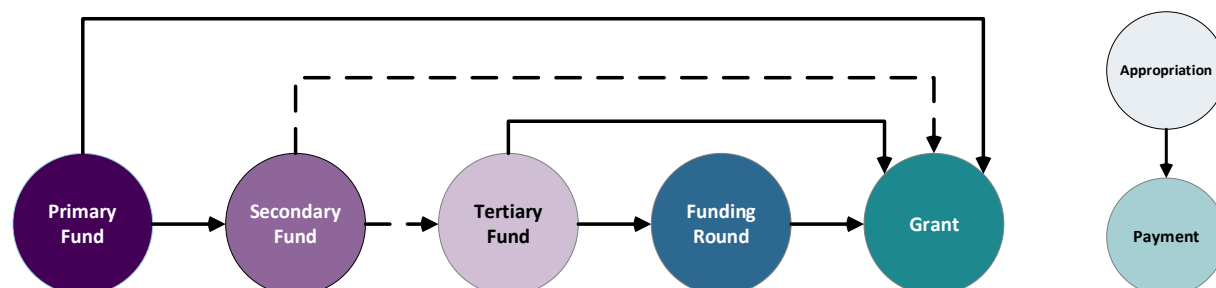 Primary
Fund
Secondary
Fund
Tertiary
Fund
Funding
Round
Grant
Appropriation
Payment